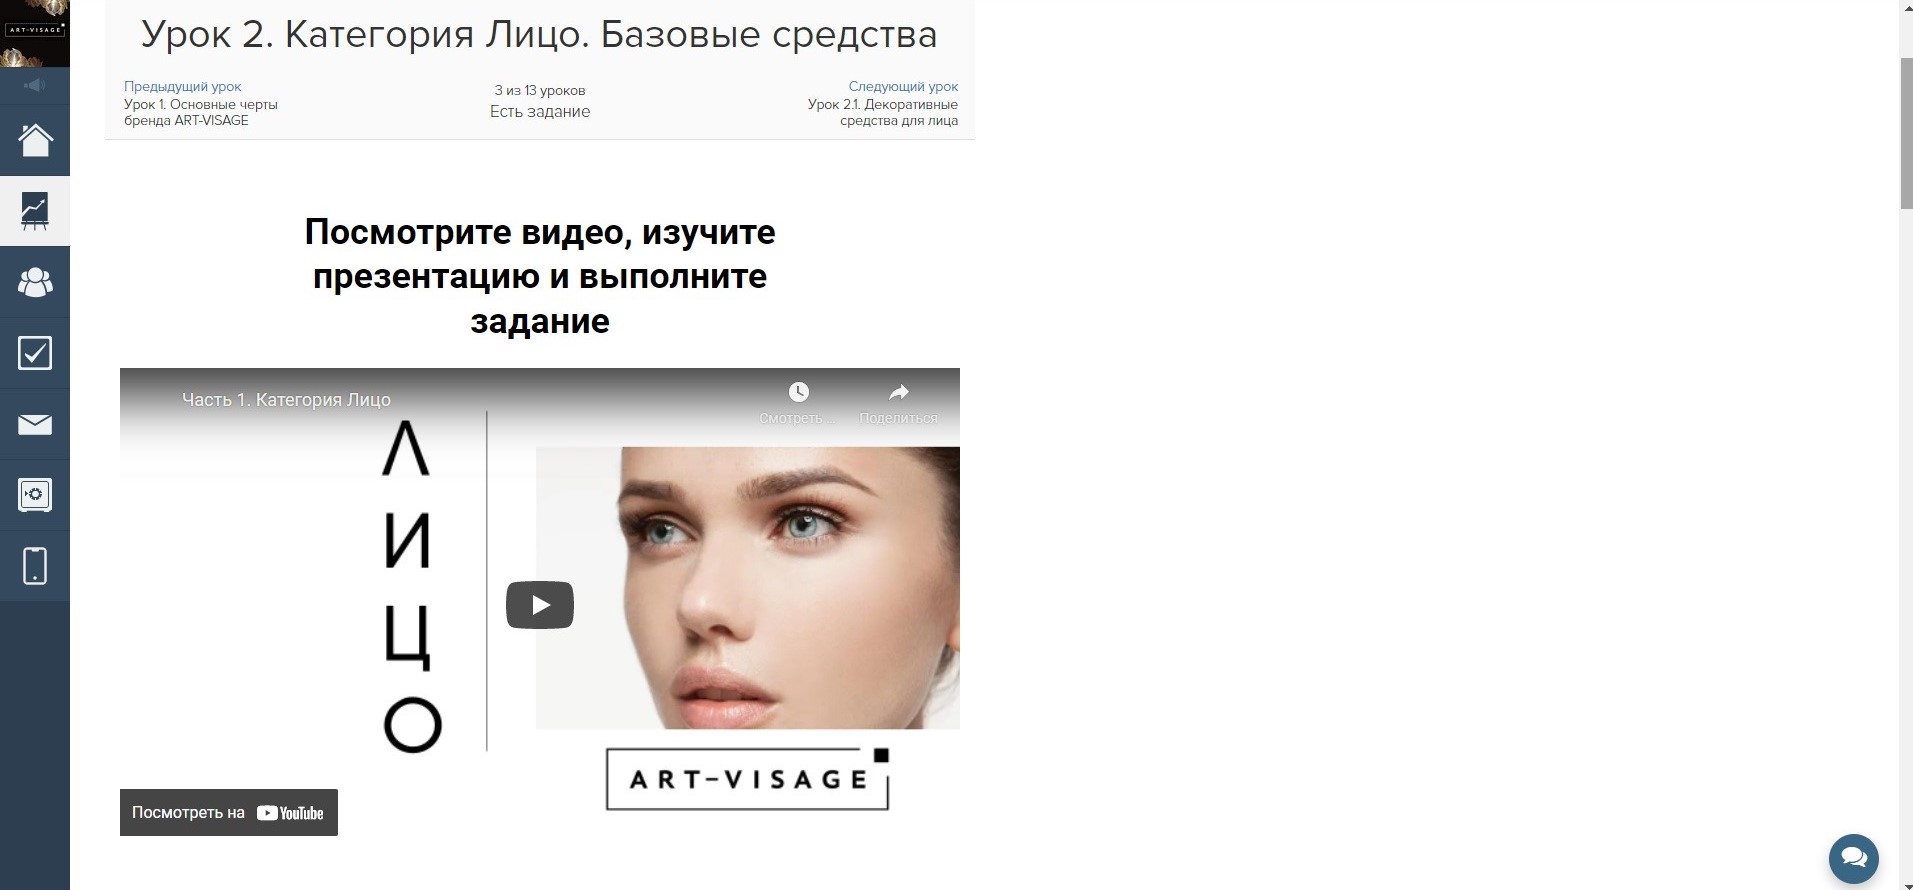 ART-VISAGE
Урок 2. Категория Лицо. Базовые средства
Предыдущий урок
Урок 1. Основные черты
бренда ART-VISAGE
3 из 13 уроков
Есть задание
Следующий урок
Урок 2.1. Декоративные
средства для лица
Посмотрите видео, изучите
презентацию и выполните
задание
Часть 1. Категория Лицо
Смотреть ...
Поделиться
Л
И
Ц
О
ART-VISAGE
Посмотреть на YouTube